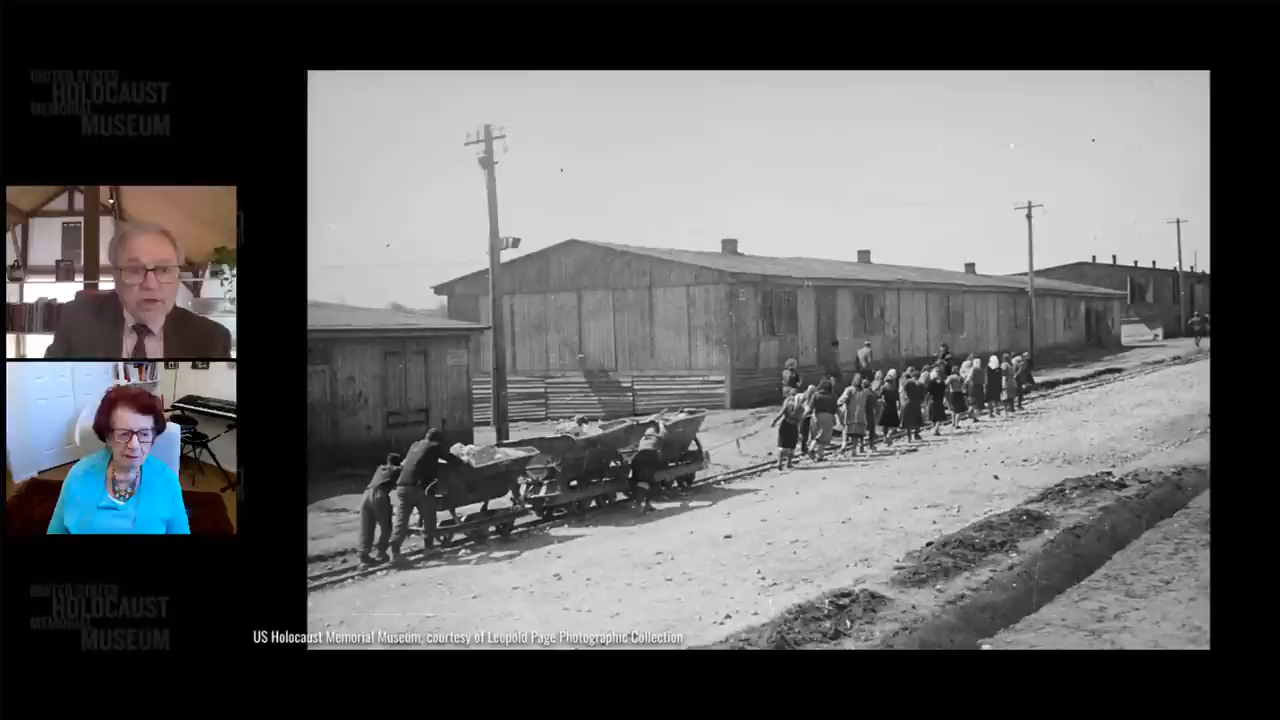 UNITED STATES
HOLOCAUST
MEMORIAL
MUSEUM
US Holocaust Memorial Museum, courtesy of Leopold Page Photographic Collection
UNITED STATES
HOLOCAUST
MEMORIAL
MUSEUM